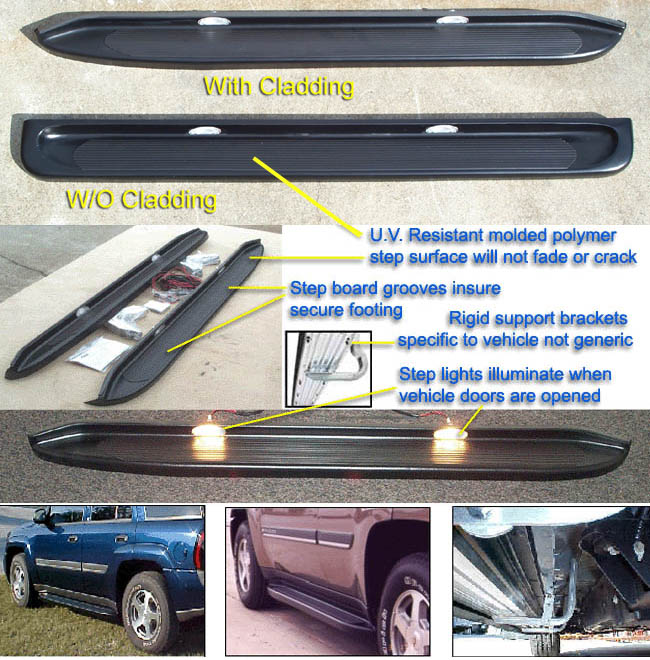 With Cladding
W/O Cladding
U.V. Resistant molded polymer
step surface will not fade or crack
Step board grooves insure
secure footing
Rigid support brackets
specific to vehicle not generic
Step lights illuminate when
vehicle doors are opened